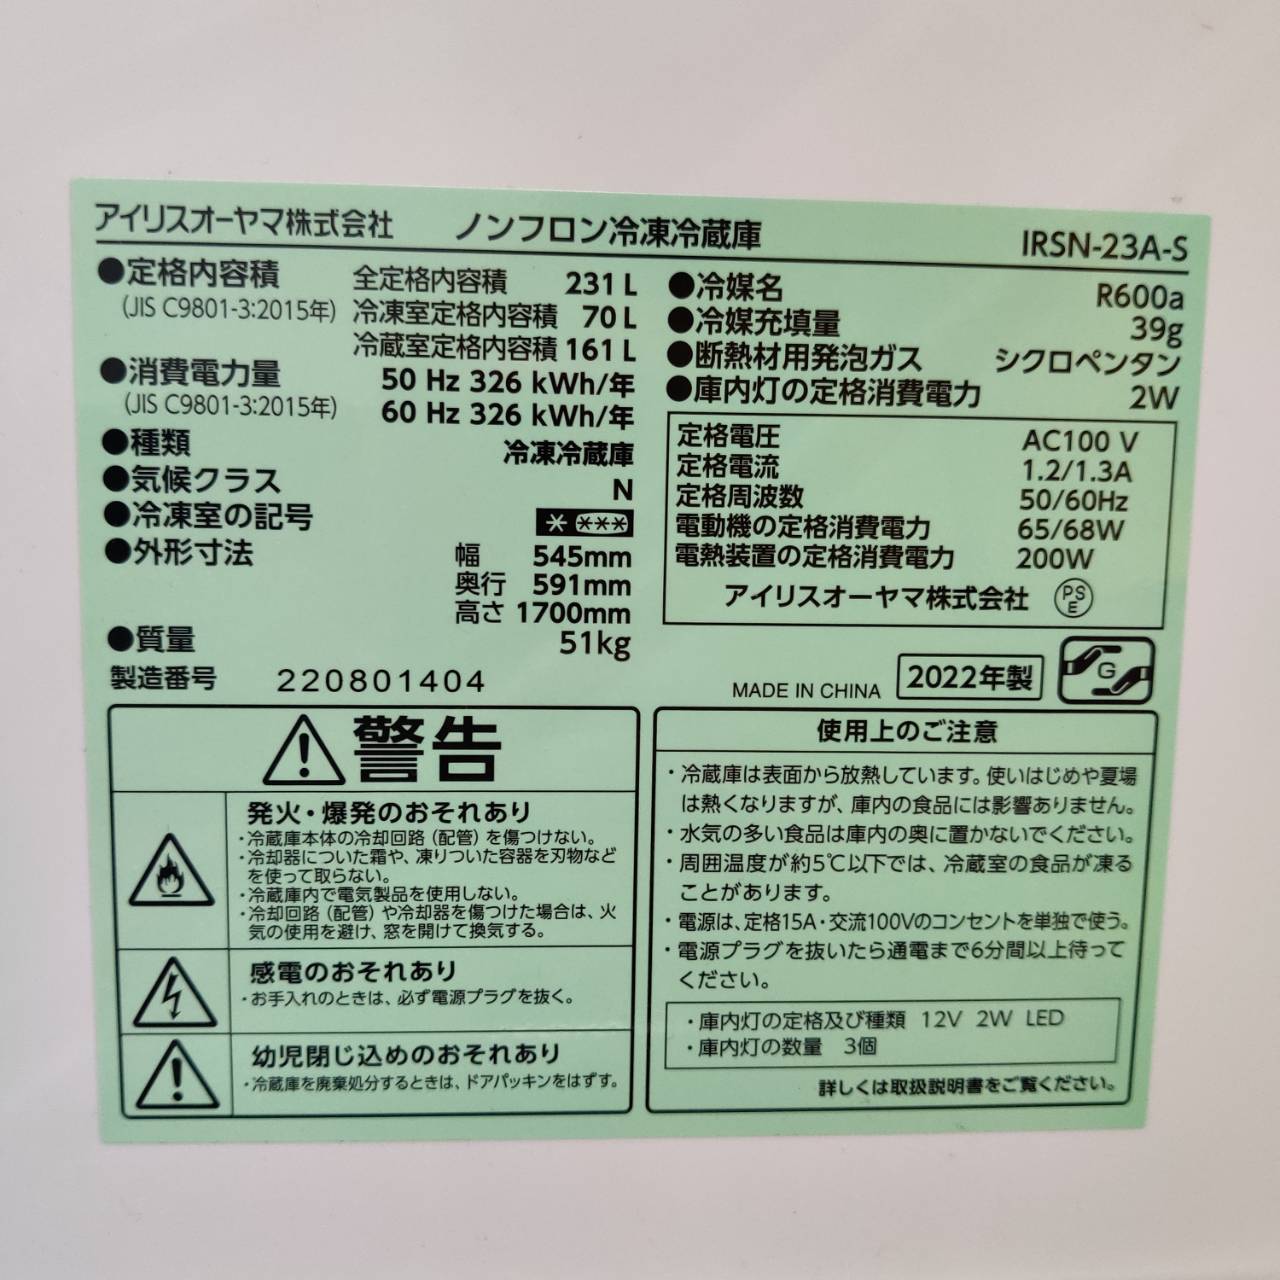 アイリスオーヤマ株式会社 ノンフロン冷凍冷蔵庫 IRSN-23A-S
●定格内容積 全定格内容積 231 L
(JIS C9801-3:2015年) 冷凍室定格内容積 70 L
冷蔵室定格内容積 161 L
●消費電力量 50 Hz 326 kWh/年
(JIS C9801-3:2015年) 60 Hz 326 kWh/年
●種類 冷凍冷蔵庫
●気候クラス N
●冷凍室の記号 * ***
●外形寸法 幅 545mm
奥行 591mm
高さ 1700mm
●質量 51kg
製造番号 220801404
●冷媒名 R600a
●冷媒充填量 39g
●断熱材用発泡ガス シクロペンタン
●庫内灯の定格消費電力 2W
定格電圧 AC100 V
定格電流 1.2/1.3A
定格周波数 50/60Hz
電動機の定格消費電力 65/68W
電熱装置の定格消費電力 200W
アイリスオーヤマ株式会社 PS E
MADE IN CHINA 2022年製 G
警告
発火・爆発のおそれあり
・冷蔵庫本体の冷却回路（配管）を傷つけない。
・冷却器についた霜や、凍りついた容器を刃物など
を使って取らない。
・冷蔵庫内で電気製品を使用しない。
・冷却回路（配管）や冷却器を傷つけた場合は、火
気の使用を避け、窓を開けて換気する。
感電のおそれあり
・お手入れのときは、必ず電源プラグを抜く。
幼児閉じ込めのおそれあり
・冷蔵庫を廃棄処分するときは、ドアパッキンをはずす。
使用上のご注意
・冷蔵庫は表面から放熱しています。使いはじめや夏場
は熱くなりますが、庫内の食品には影響ありません。
・水気の多い食品は庫内の奥に置かないでください。
・周囲温度が約5℃以下では、冷蔵室の食品が凍る
ことがあります。
・電源は、定格15A・交流100Vのコンセントを単独で使う。
・電源プラグを抜いたら通電まで6分間以上待って
ください。
・庫内灯の定格及び種類 12V 2W LED
・庫内灯の数量 3個
詳しくは取扱説明書をご覧ください。